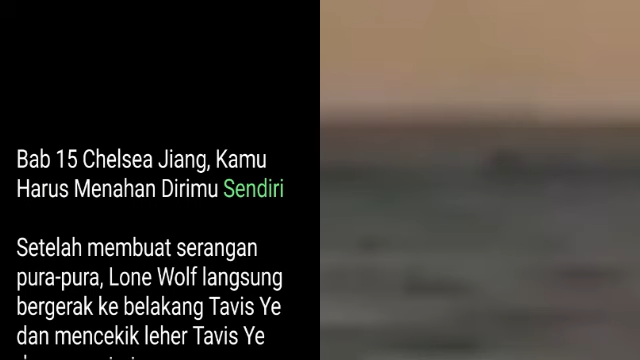 Bab 15 Chelsea Jiang, Kamu
Harus Menahan Dirimu Sendiri
Setelah membuat serangan
pura-pura, Lone Wolf langsung
bergerak ke belakang Tavis Ye
dan mencekik leher Tavis Ye